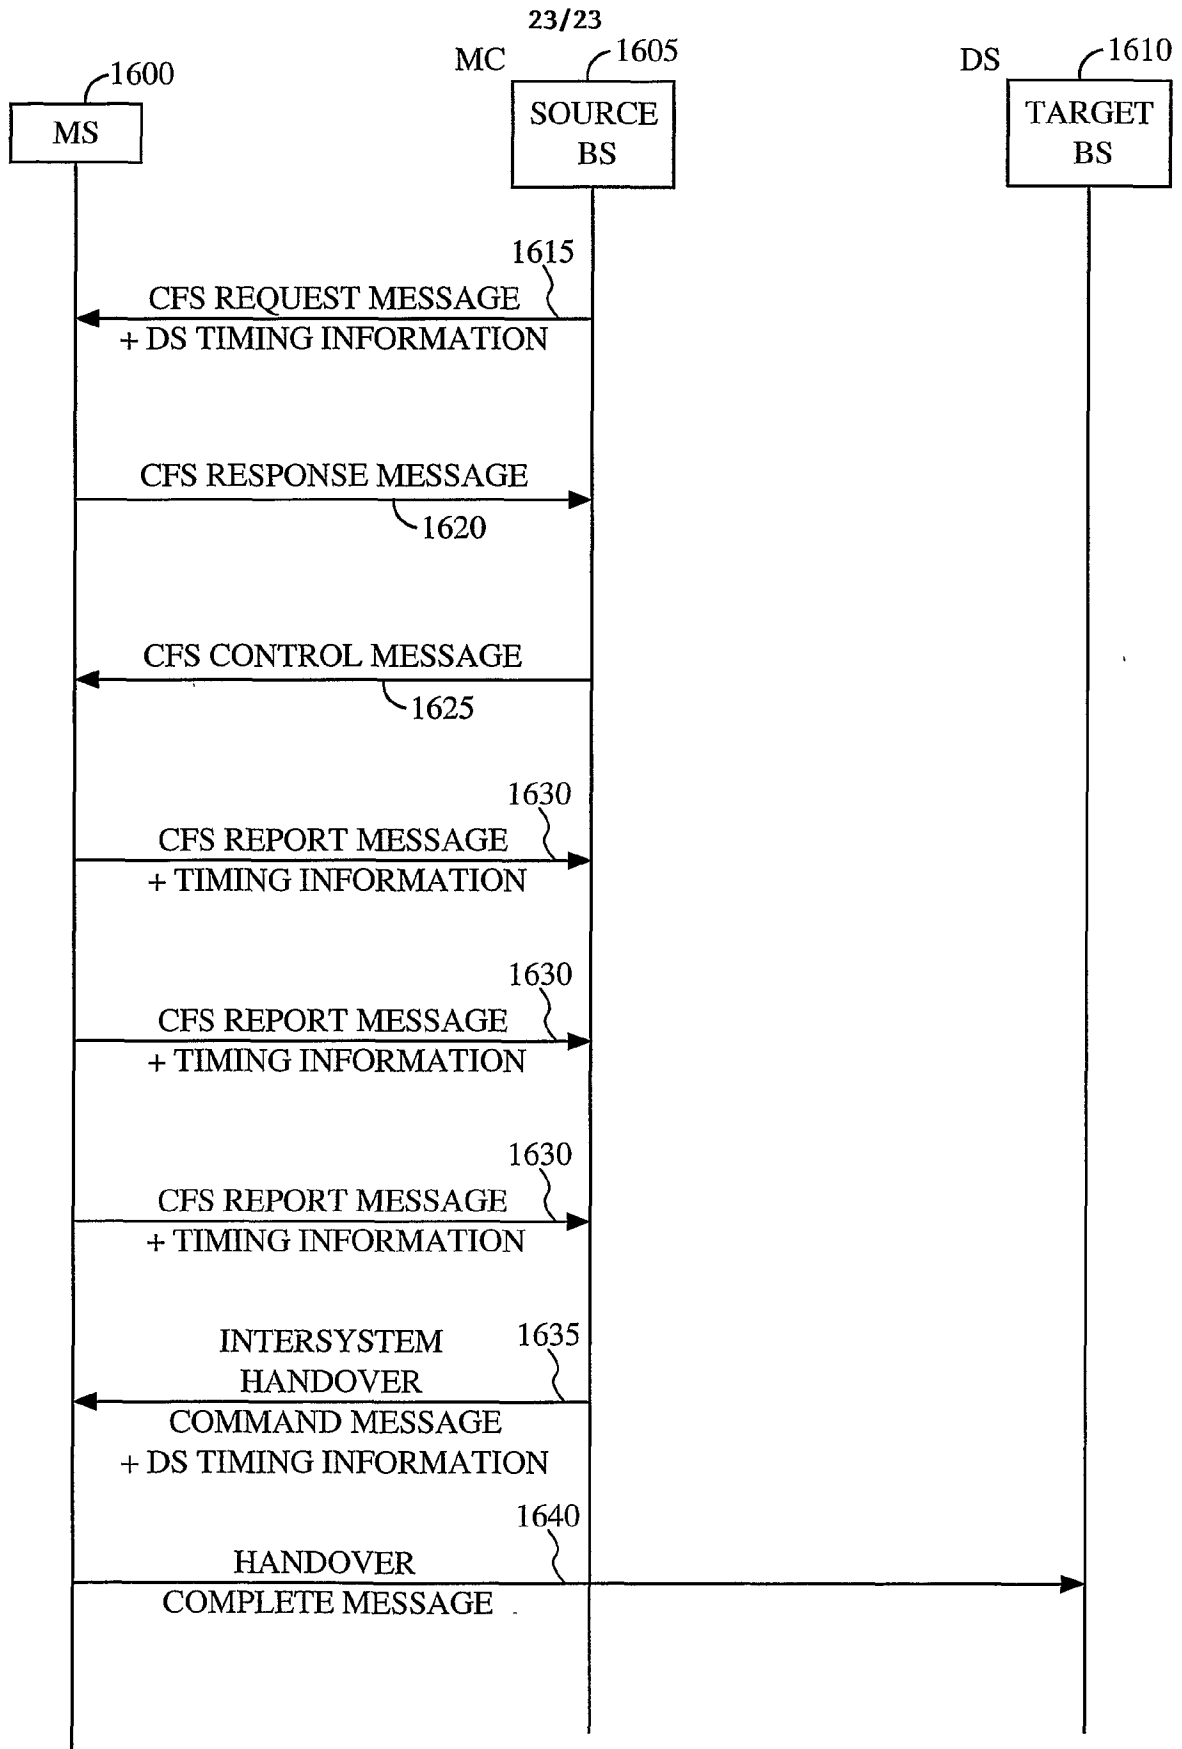 23/23
MC
1605
DS
1610
1600
MS
SOURCE
BS
TARGET
BS
1615
CFS REQUEST MESSAGE
+ DS TIMING INFORMATION
CFS RESPONSE MESSAGE
1620
CFS CONTROL MESSAGE
1625
1630
CFS REPORT MESSAGE
+ TIMING INFORMATION
1630
CFS REPORT MESSAGE
+ TIMING INFORMATION
1630
CFS REPORT MESSAGE
+ TIMING INFORMATION
1635
INTERSYSTEM
HANDOVER
COMMAND MESSAGE
+ DS TIMING INFORMATION
1640
HANDOVER
COMPLETE MESSAGE